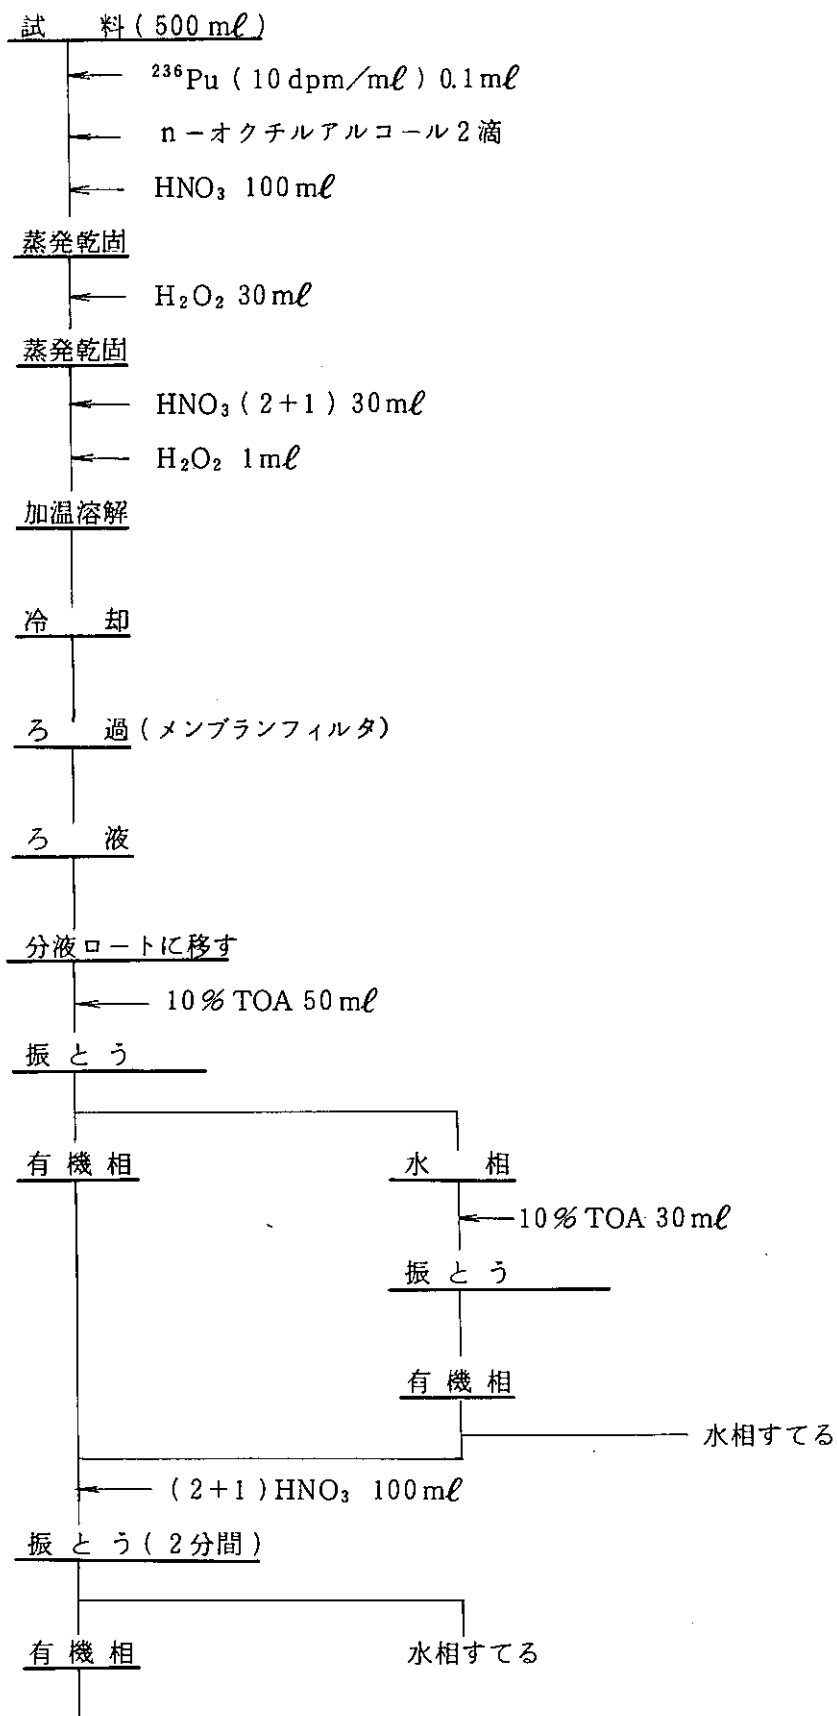 試 料 ( 500 mℓ )
²³⁶Pu ( 10 dpm/mℓ ) 0.1 mℓ
n－オクチルアルコール 2 滴
HNO₃ 100 mℓ
蒸発乾固
H₂O₂ 30 mℓ
蒸発乾固
HNO₃ ( 2+1 ) 30 mℓ
H₂O₂ 1 mℓ
加温溶解
冷 却
ろ 過 ( メンブランフィルタ )
ろ 液
分液ロートに移す
10 % TOA 50 mℓ
振 と う
有 機 相 水 相
10 % TOA 30 mℓ
振 と う
有 機 相
水相すてる
( 2+1 ) HNO₃ 100 mℓ
振 と う ( 2 分間 )
有 機 相 水相すてる